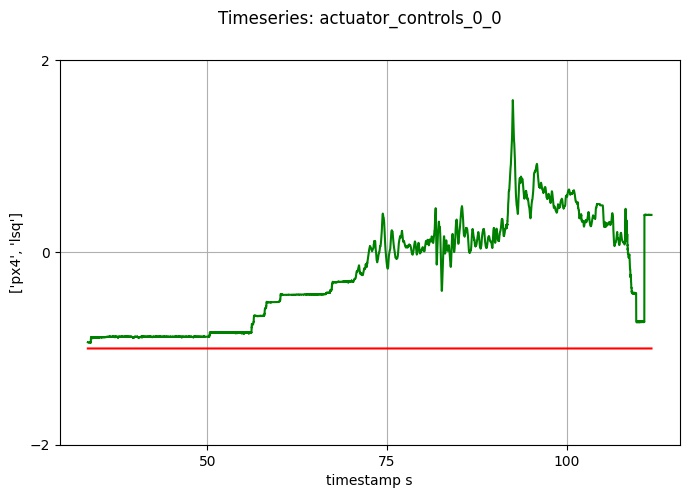 Timeseries: actuator_controls_0_0
2
0
−2
['px4', 'lsq']
50
75
100
timestamp s